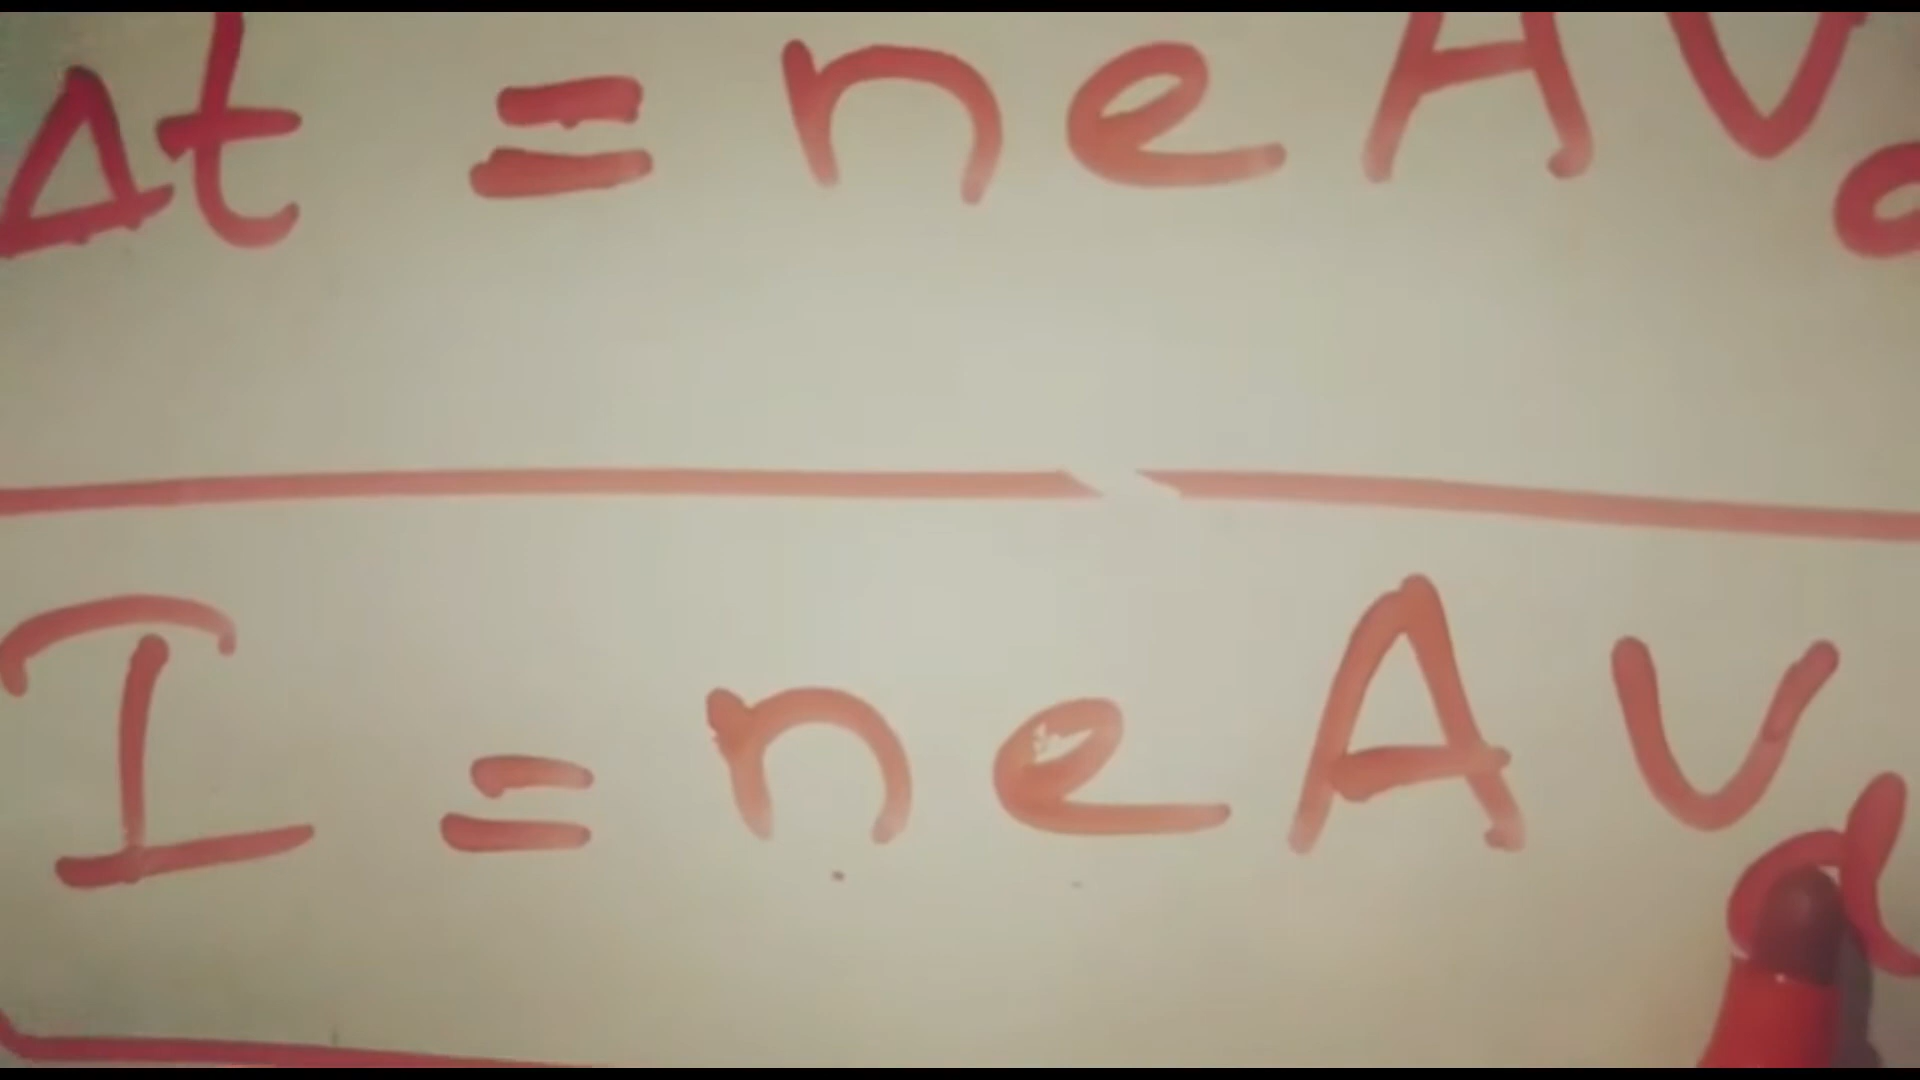 Δt = neAVd
I = neAVd